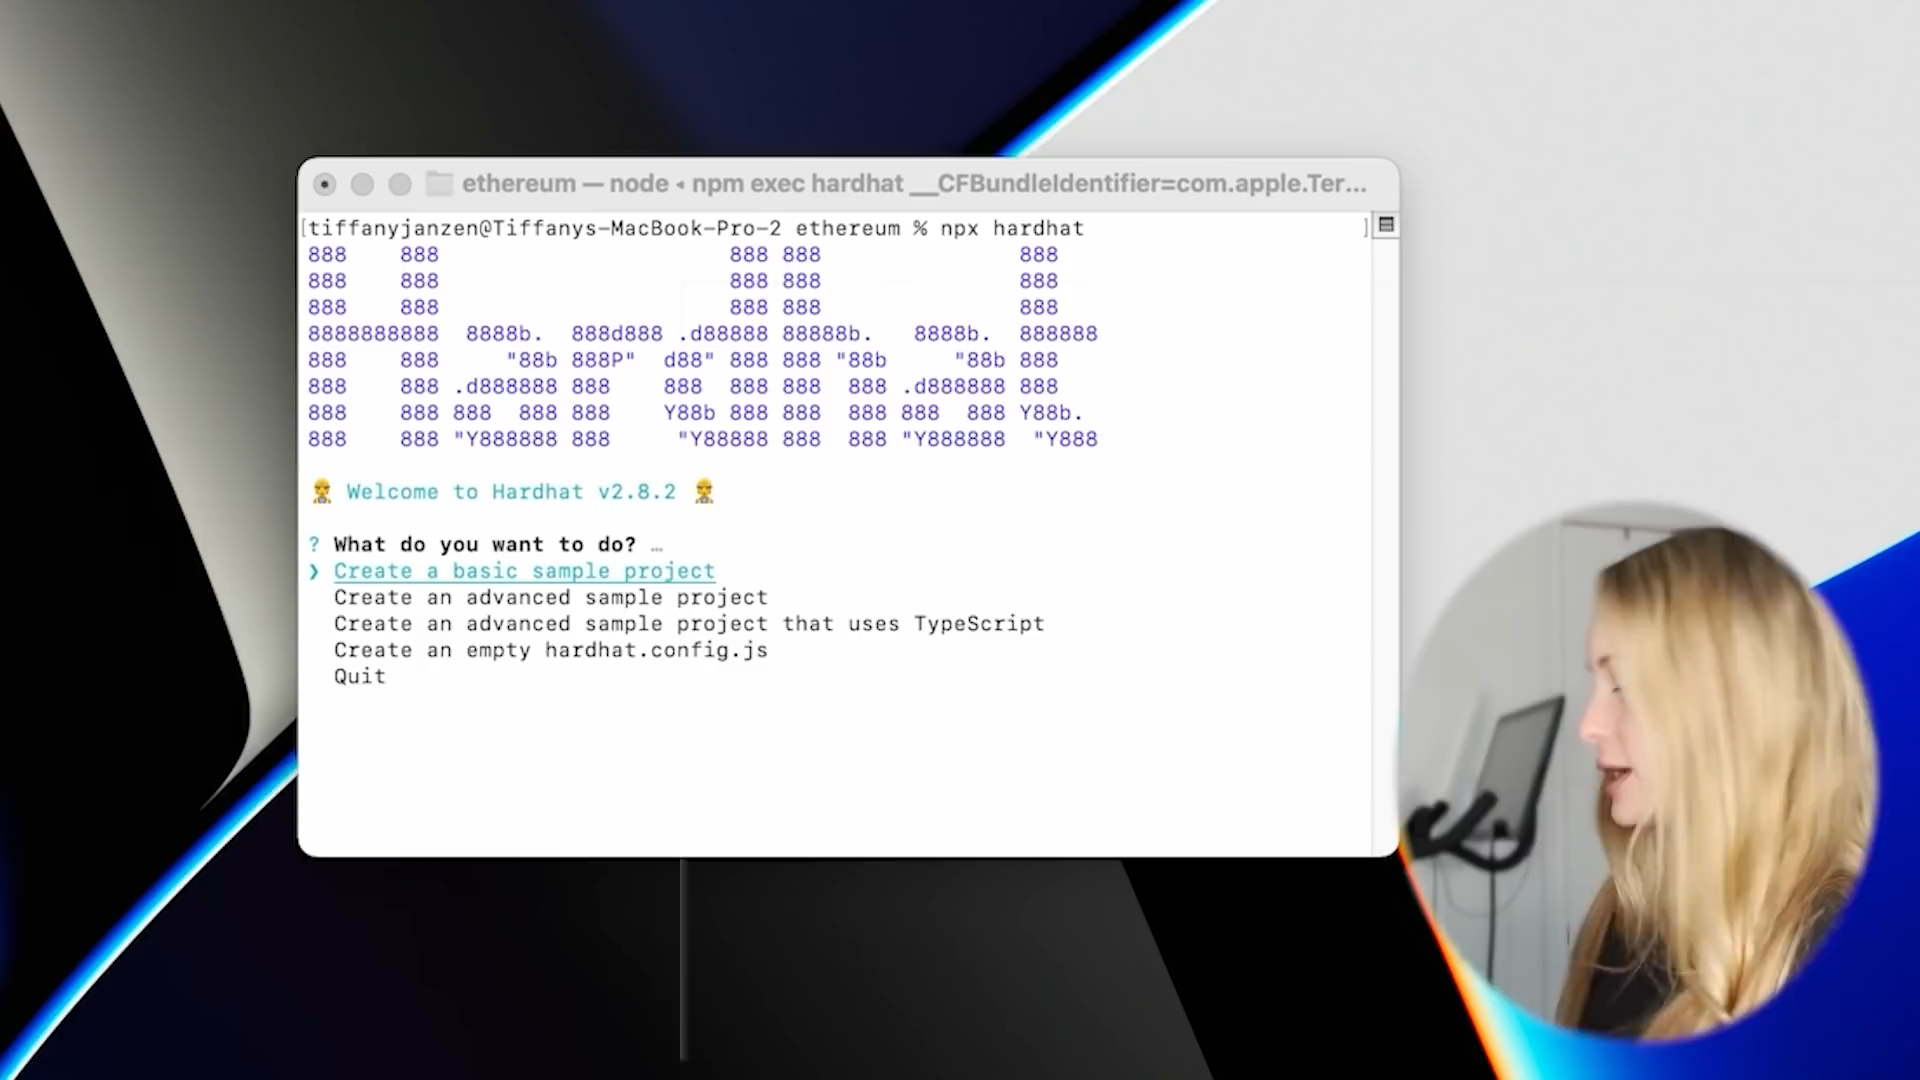 ethereum — node ◂ npm exec hardhat __CFBundleIdentifier=com.apple.Ter...
[tiffanyjanzen@Tiffanys-MacBook-Pro-2 ethereum % npx hardhat ]
888    888                      888 888               888
888    888                      888 888               888
888    888                      888 888               888
8888888888  8888b.  888d888 .d88888 88888b.   8888b.  888888
888    888     "88b 888P"  d88" 888 888 "88b     "88b 888
888    888 .d888888 888    888  888 888  888 .d888888 888
888    888 888  888 888    Y88b 888 888  888 888  888 Y88b.
888    888 "Y888888 888     "Y88888 888  888 "Y888888  "Y888
Welcome to Hardhat v2.8.2
? What do you want to do? …
❯ Create a basic sample project
Create an advanced sample project
Create an advanced sample project that uses TypeScript
Create an empty hardhat.config.js
Quit